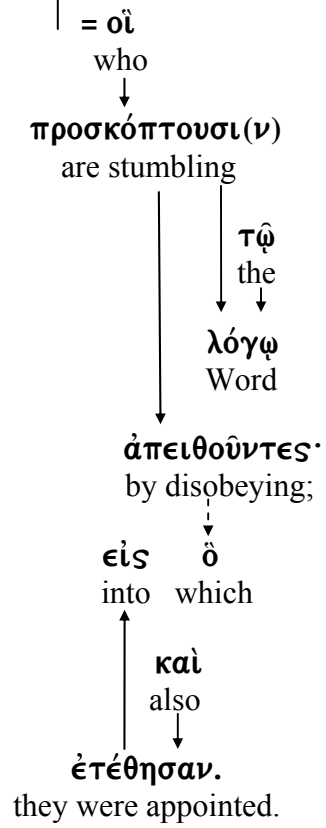 = οἳ
who
προσκόπτουσι(ν)
are stumbling
τῷ
the
λόγῳ
Word
ἀπειθοῦντες·
by disobeying;
εἰς ὃ
into which
καὶ
also
ἐτέθησαν.
they were appointed.